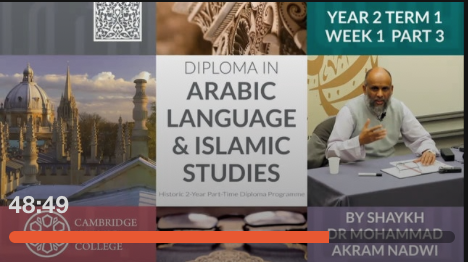 YEAR 2 TERM 1
WEEK 1 PART 3
DIPLOMA IN
ARABIC
LANGUAGE
& ISLAMIC
STUDIES
Historic 2-Year Part-Time Diploma Programme
48:49
CAMBRIDGE
COLLEGE
BY SHAYKH
DR MOHAMMAD
AKRAM NADWI